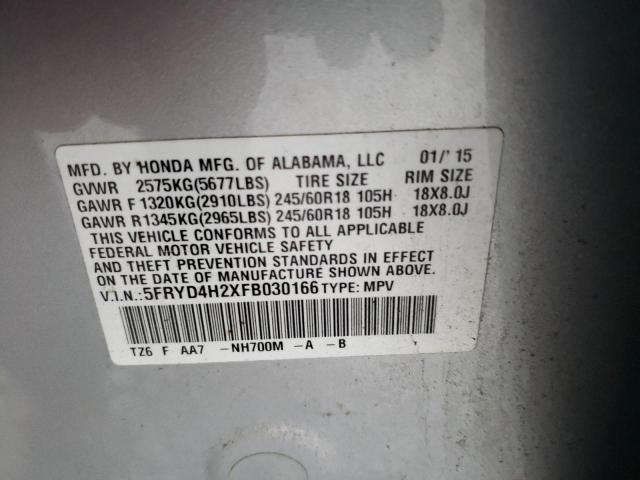 MFD. BY HONDA MFG. OF ALABAMA, LLC 01/'15
GVWR 2575KG(5677LBS) TIRE SIZE RIM SIZE
GAWR F 1320KG(2910LBS) 245/60R18 105H 18X8.0J
GAWR R1345KG(2965LBS) 245/60R18 105H 18X8.0J
THIS VEHICLE CONFORMS TO ALL APPLICABLE
FEDERAL MOTOR VEHICLE SAFETY
AND THEFT PREVENTION STANDARDS IN EFFECT
ON THE DATE OF MANUFACTURE SHOWN ABOVE.
V.I.N.:5FRYD4H2XFB030166 TYPE: MPV
TZ6 F AA7 -NH700M -A -B